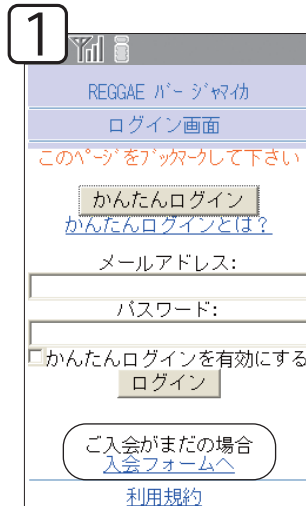 1
REGGAE ﾊﾞｰ ｼﾞｬﾏｲｶ
ログイン画面
このﾍﾟｰｼﾞをﾌﾞｯｸﾏｰｸして下さい
かんたんログイン
かんたんログインとは?
メールアドレス:
パスワード:
かんたんログインを有効にする
ログイン
ご入会がまだの場合
入会フォームへ
利用規約